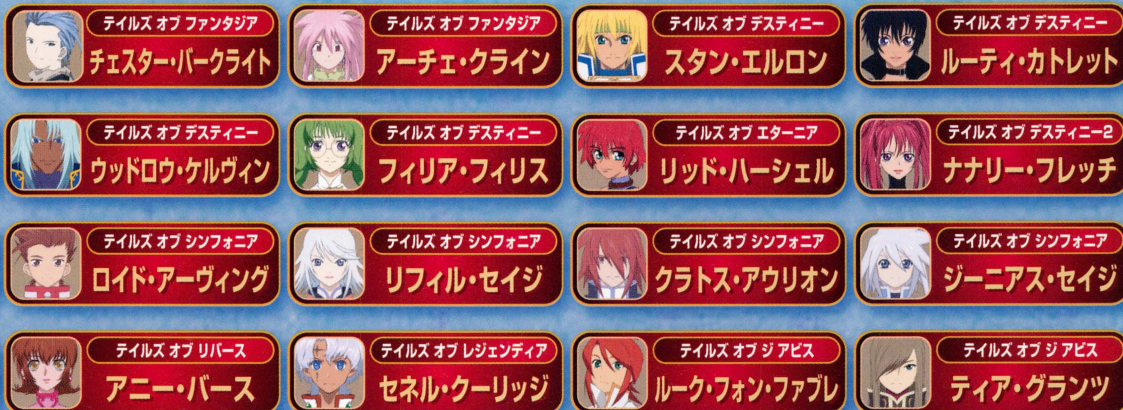 テイルズ オブ ファンタジア
チェスター・バークライト
テイルズ オブ ファンタジア
アーチェ・クライン
テイルズ オブ デスティニー
スタン・エルロン
テイルズ オブ デスティニー
ルーティ・カトレット
テイルズ オブ デスティニー
ウッドロウ・ケルヴィン
テイルズ オブ デスティニー
フィリア・フィリス
テイルズ オブ エターニア
リッド・ハーシェル
テイルズ オブ デスティニー2
ナナリー・フレッチ
テイルズ オブ シンフォニア
ロイド・アーヴィング
テイルズ オブ シンフォニア
リフィル・セイジ
テイルズ オブ シンフォニア
クラトス・アウリオン
テイルズ オブ シンフォニア
ジーニアス・セイジ
テイルズ オブ リバース
アニー・バース
テイルズ オブ レジェンディア
セネル・クーリッジ
テイルズ オブ ジ アビス
ルーク・フォン・ファブレ
テイルズ オブ ジ アビス
ティア・グランツ